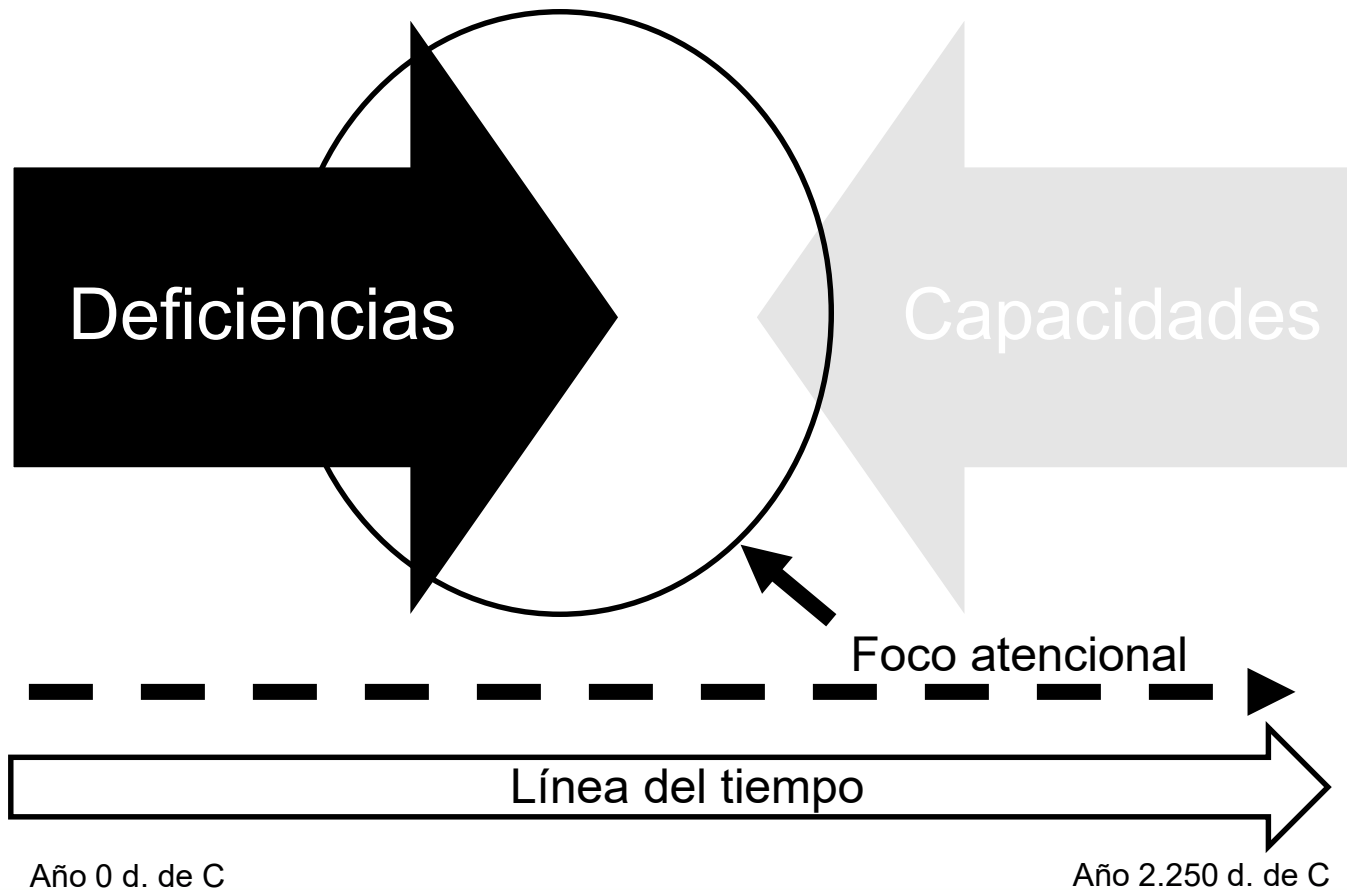 Deficiencias
Capacidades
Foco atencional
Línea del tiempo
Año 0 d. de C
Año 2.250 d. de C